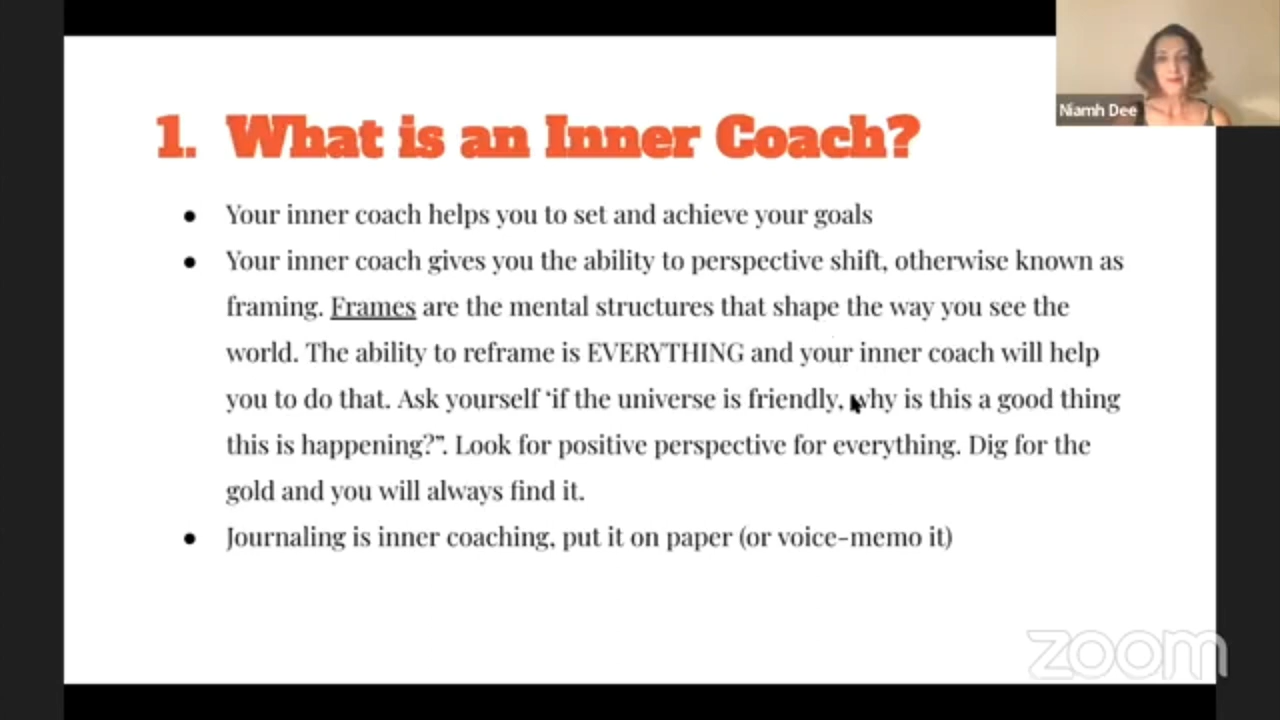 Niamh Dee
1. What is an Inner Coach?
● Your inner coach helps you to set and achieve your goals
● Your inner coach gives you the ability to perspective shift, otherwise known as
framing. Frames are the mental structures that shape the way you see the
world. The ability to reframe is EVERYTHING and your inner coach will help
you to do that. Ask yourself ‘if the universe is friendly, why is this a good thing
this is happening?”. Look for positive perspective for everything. Dig for the
gold and you will always find it.
● Journaling is inner coaching, put it on paper (or voice-memo it)
zoom